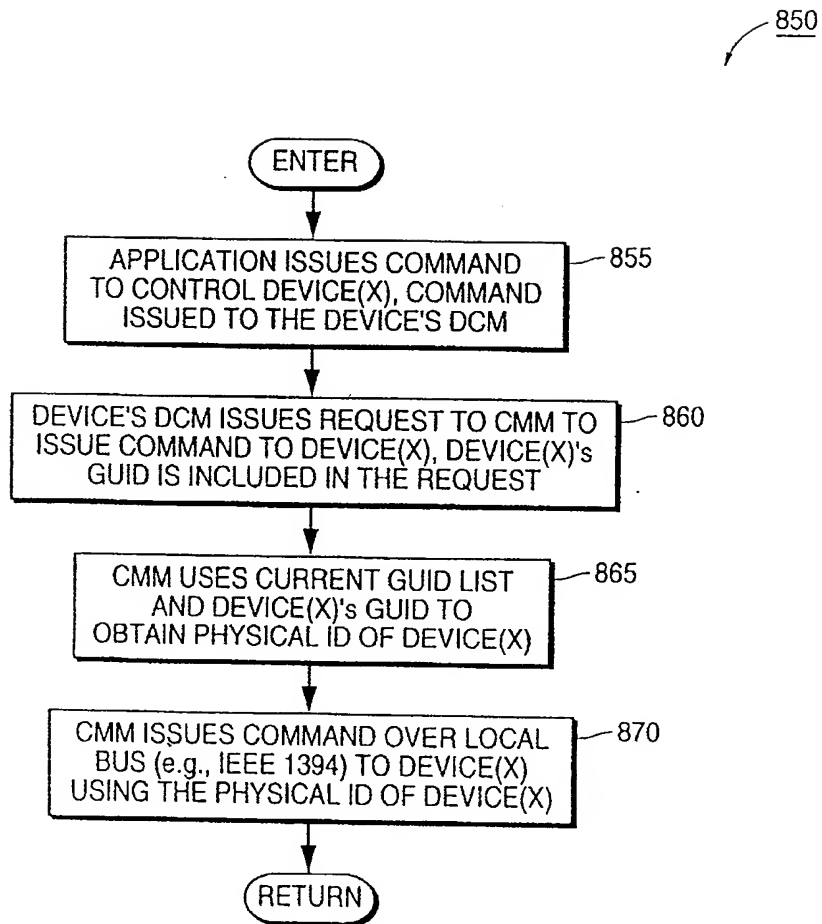 850
ENTER
APPLICATION ISSUES COMMAND
TO CONTROL DEVICE(X), COMMAND
ISSUED TO THE DEVICE'S DCM
855
DEVICE'S DCM ISSUES REQUEST TO CMM TO
ISSUE COMMAND TO DEVICE(X), DEVICE(X)'s
GUID IS INCLUDED IN THE REQUEST
860
CMM USES CURRENT GUID LIST
AND DEVICE(X)'s GUID TO
OBTAIN PHYSICAL ID OF DEVICE(X)
865
CMM ISSUES COMMAND OVER LOCAL
BUS (e.g., IEEE 1394) TO DEVICE(X)
USING THE PHYSICAL ID OF DEVICE(X)
870
RETURN